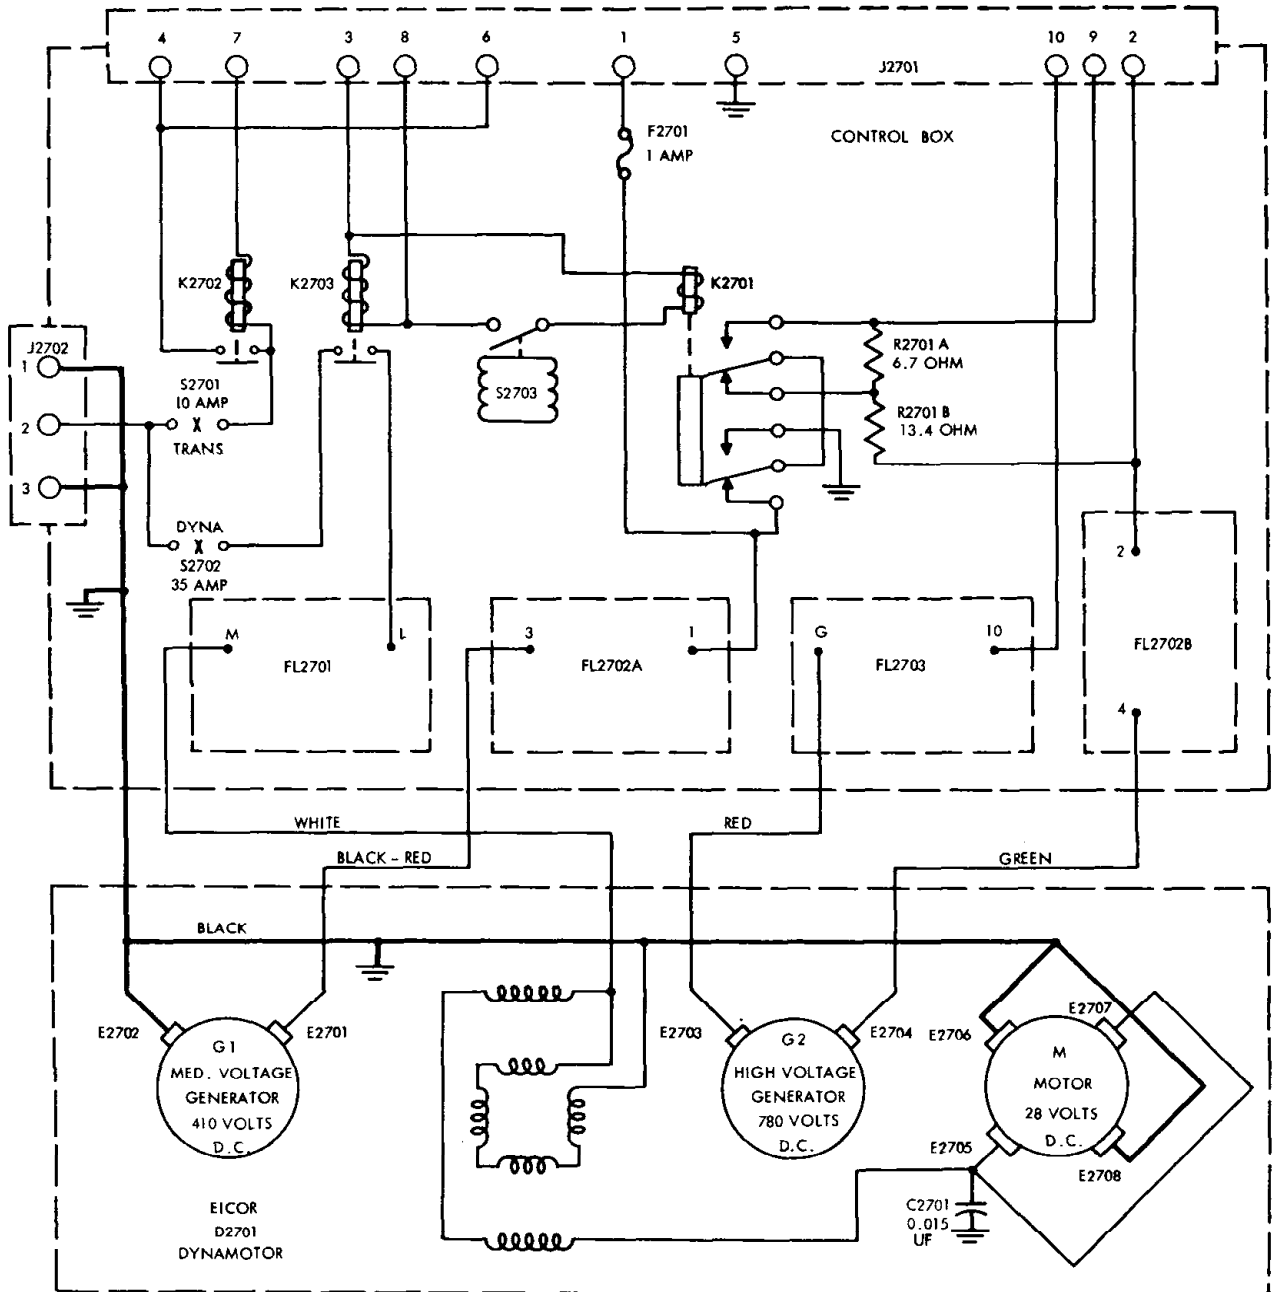 4 7 3 8 6 1 5 10 9 2
J2701
F2701
1 AMP
CONTROL BOX
K2702
K2703
K2701
J2702
1
2
3
S2701
10 AMP
TRANS
S2703
R2701 A
6.7 OHM
R2701 B
13.4 OHM
DYNA
S2702
35 AMP
M
L
FL2701
3
1
FL2702A
G
10
FL2703
2
FL2702B
4
WHITE
RED
BLACK - RED
GREEN
BLACK
E2702
E2701
G1
MED. VOLTAGE
GENERATOR
410 VOLTS
D.C.
E2703
E2704
G2
HIGH VOLTAGE
GENERATOR
780 VOLTS
D.C.
E2706
E2707
M
MOTOR
28 VOLTS
D.C.
E2705
E2708
C2701
0.015
UF
EICOR
D2701
DYNAMOTOR